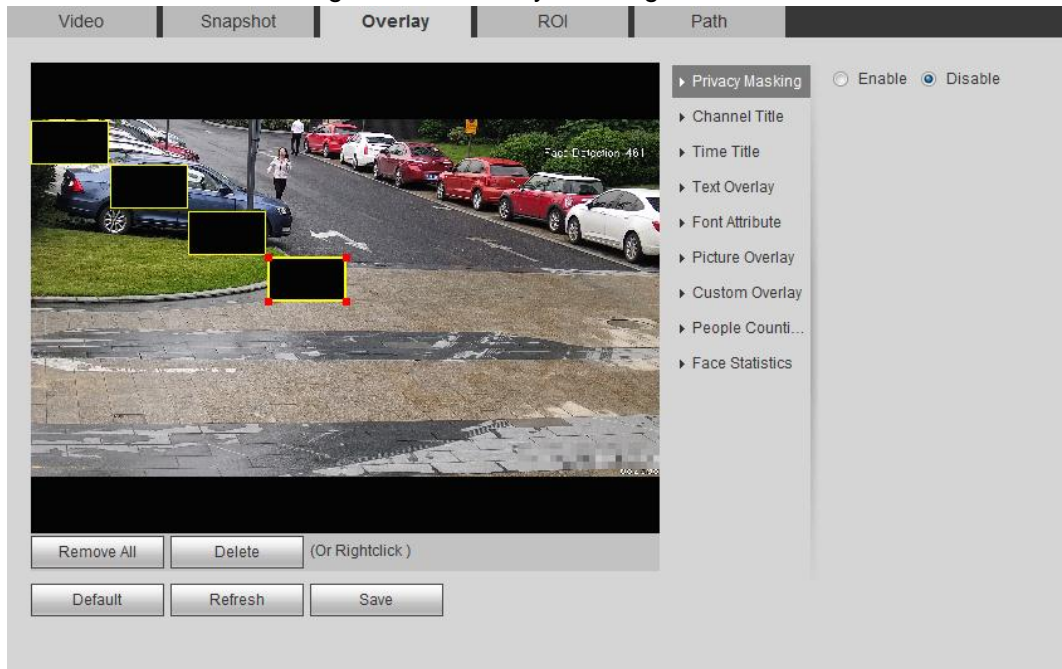 Video Snapshot Overlay ROI Path
Privacy Masking Enable Disable
Channel Title
Time Title
Text Overlay
Font Attribute
Picture Overlay
Custom Overlay
People Counti...
Face Statistics
Face Detection 461
Remove All Delete (Or Rightclick )
Default Refresh Save